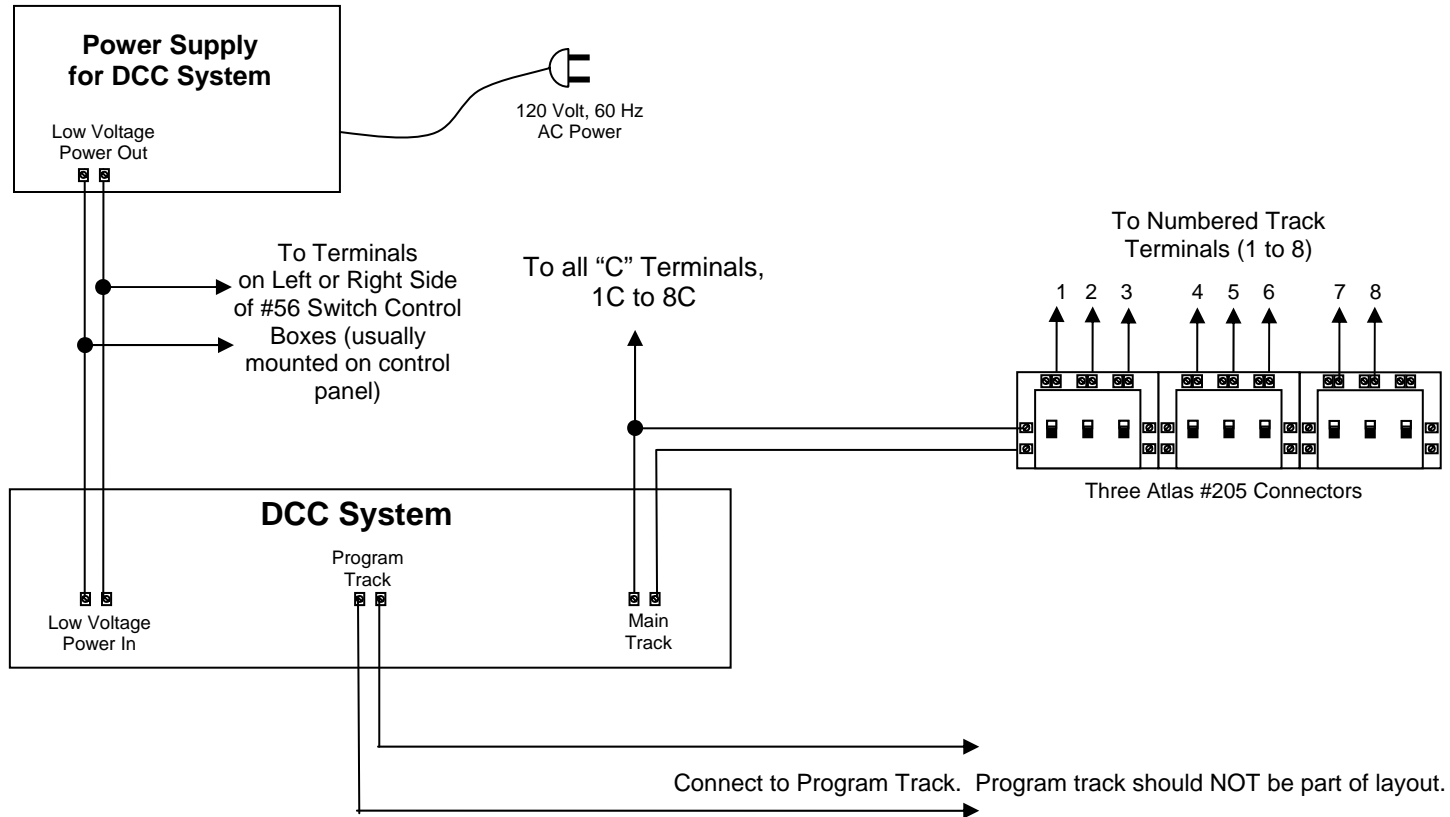 Power Supply
for DCC System
120 Volt, 60 Hz
AC Power
Low Voltage
Power Out
To Terminals
on Left or Right Side
of #56 Switch Control
Boxes (usually
mounted on control
panel)
To all “C” Terminals,
1C to 8C
To Numbered Track
Terminals (1 to 8)
1 2 3 4 5 6 7 8
Three Atlas #205 Connectors
DCC System
Program
Track
Low Voltage
Power In
Main
Track
Connect to Program Track. Program track should NOT be part of layout.